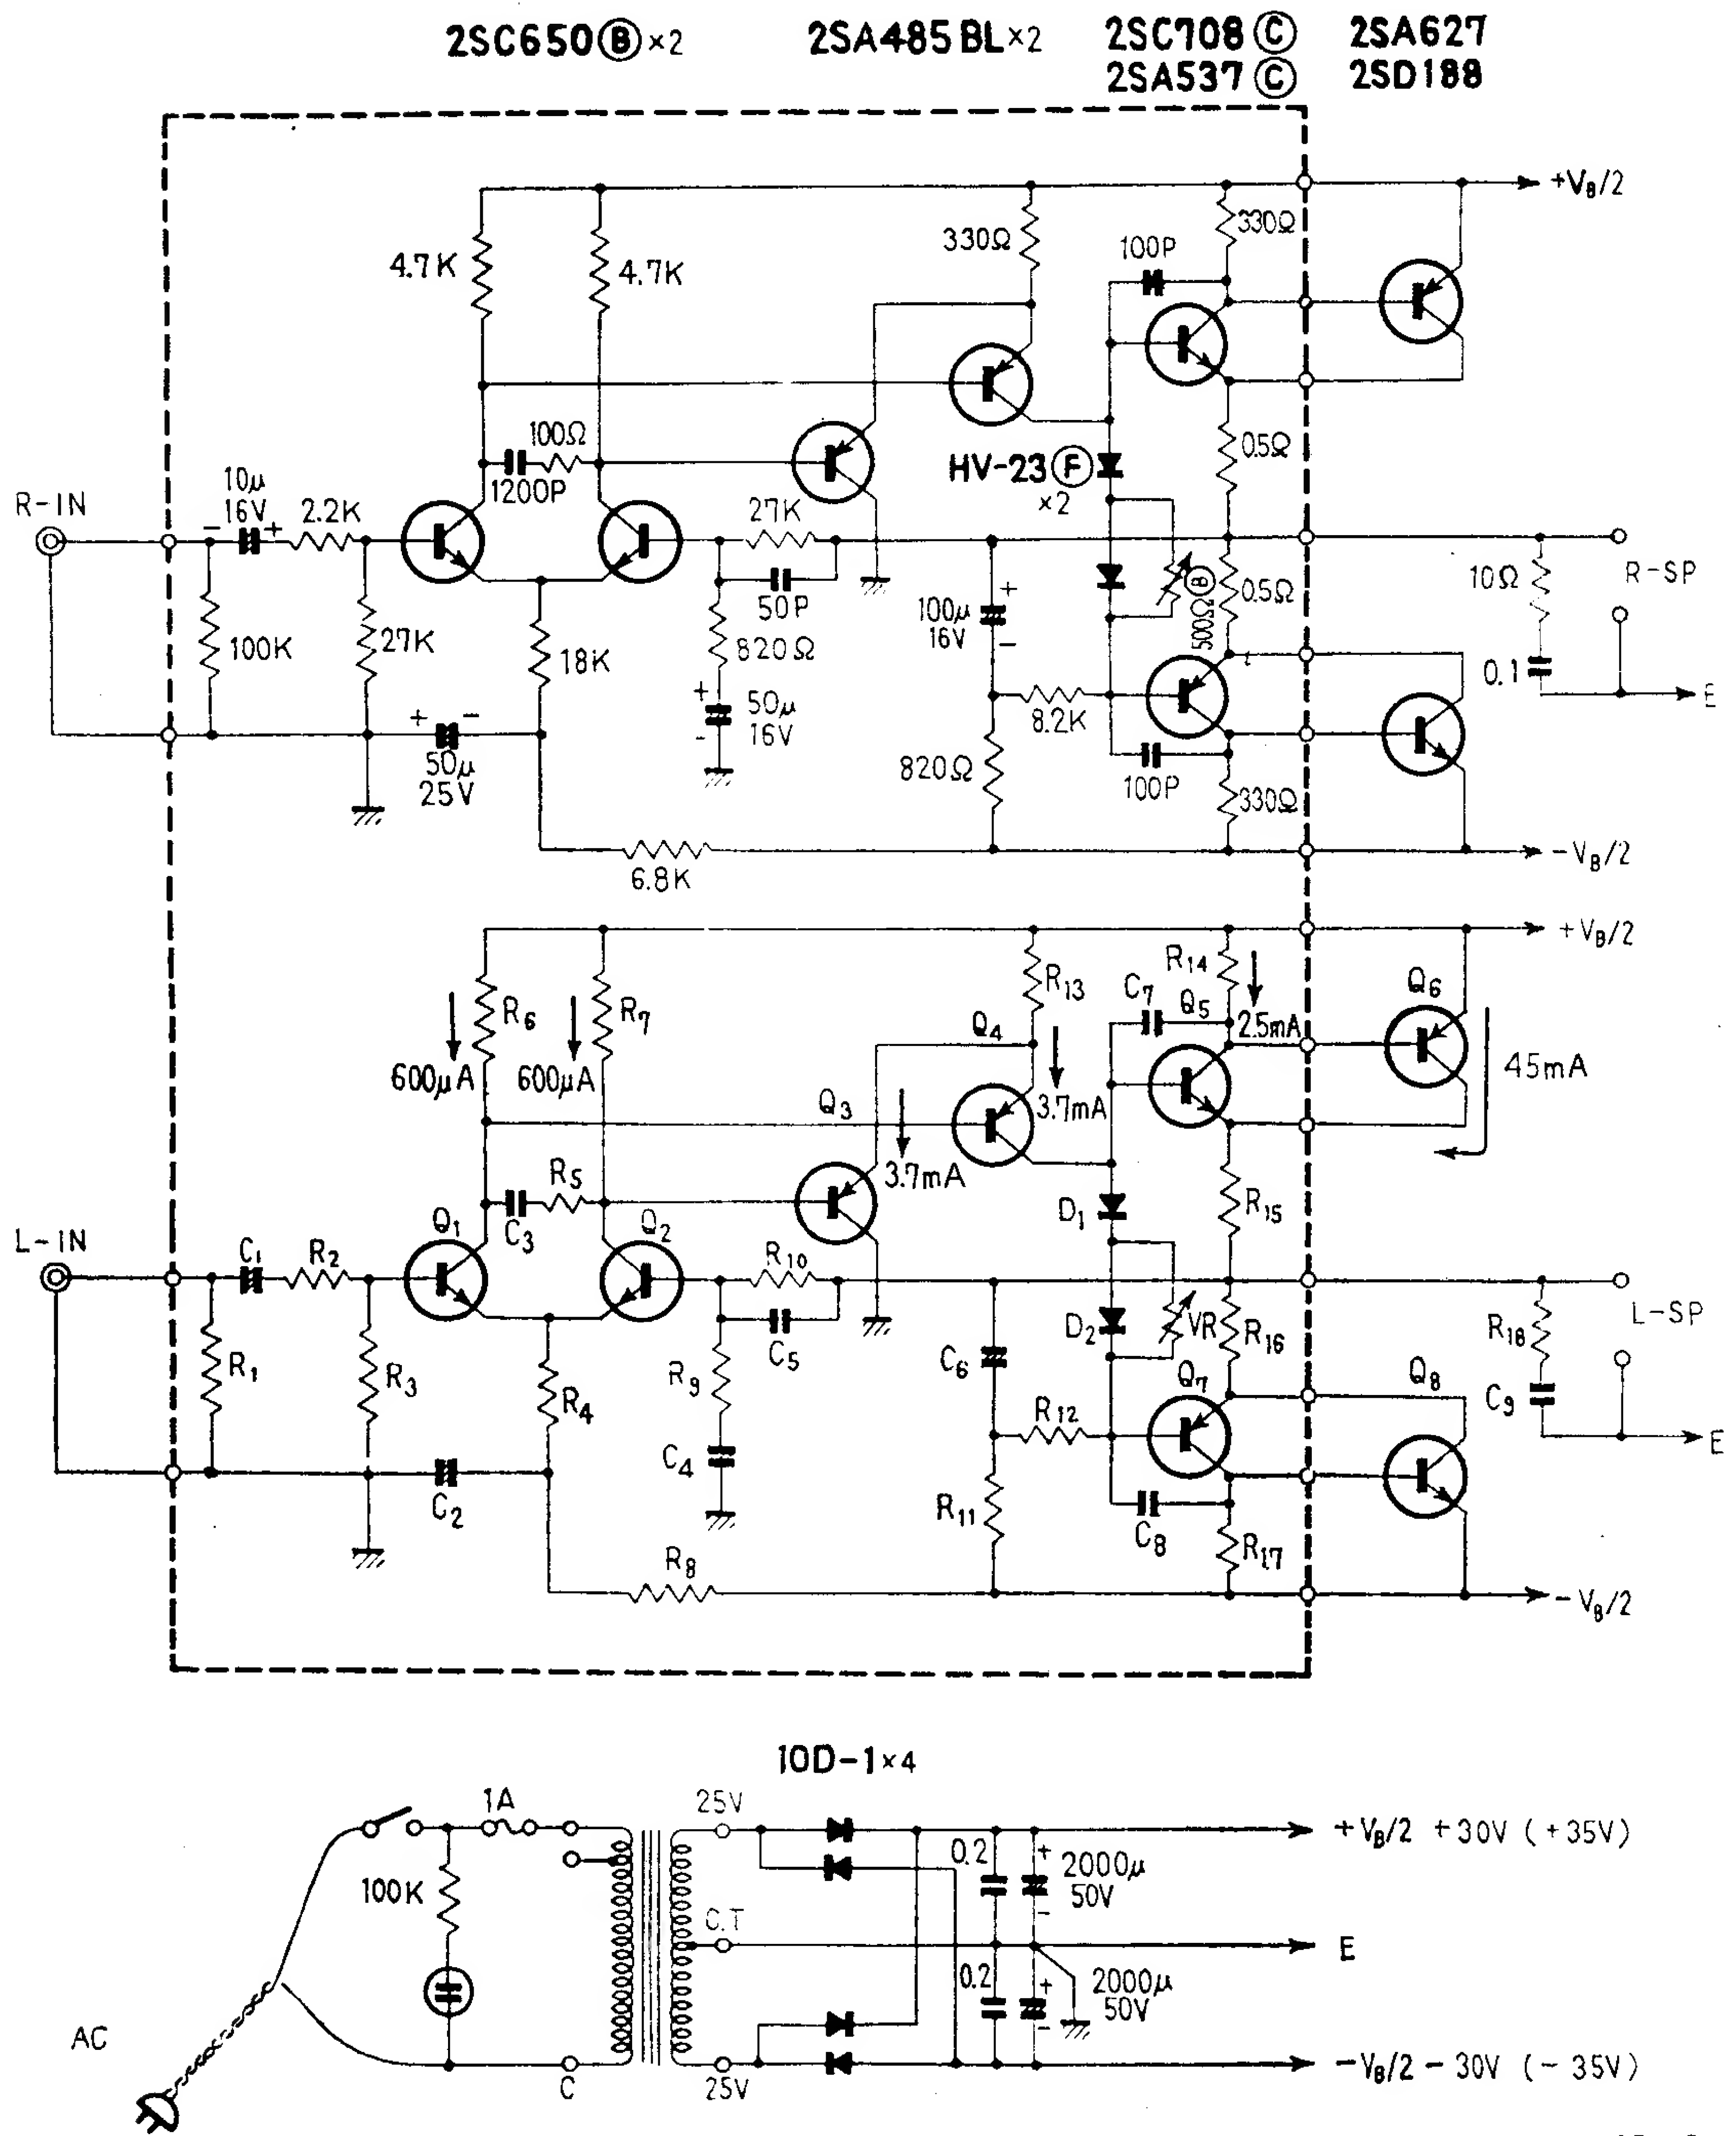 2SC650Ⓑ×2 2SA485BL×2 2SC708Ⓒ 2SA627
2SA537Ⓒ 2SD188
+V_B/2
4.7K
4.7K
330Ω
100P
330Ω
100Ω
1200P
HV-23Ⓕ
×2
0.5Ω
R-IN
10μ
16V
- +
2.2K
27K
50P
100K
27K
18K
820Ω
+
50μ
16V
-
+
100μ
16V
-
500ΩⒷ
0.5Ω
10Ω
R-SP
0.1
E
+ -
50μ
25V
8.2K
820Ω
100P
330Ω
6.8K
-V_B/2
+V_B/2
R6
R7
600μA
600μA
R13
Q4
3.7mA
Q3
3.7mA
C7
R14
Q5
2.5mA
Q6
45mA
R5
C3
D1
R15
L-IN
C1
R2
Q1
Q2
R10
C5
R1
R3
R4
R9
C4
C6
D2
VR
R16
R18
L-SP
C9
E
C2
R12
R11
Q7
Q8
C8
R17
R8
-V_B/2
10D-1×4
1A
25V
100K
C.T
0.2
+
2000μ
50V
-
+V_B/2 +30V (+35V)
E
0.2
+
2000μ
50V
-
AC
C
25V
-V_B/2 -30V (-35V)